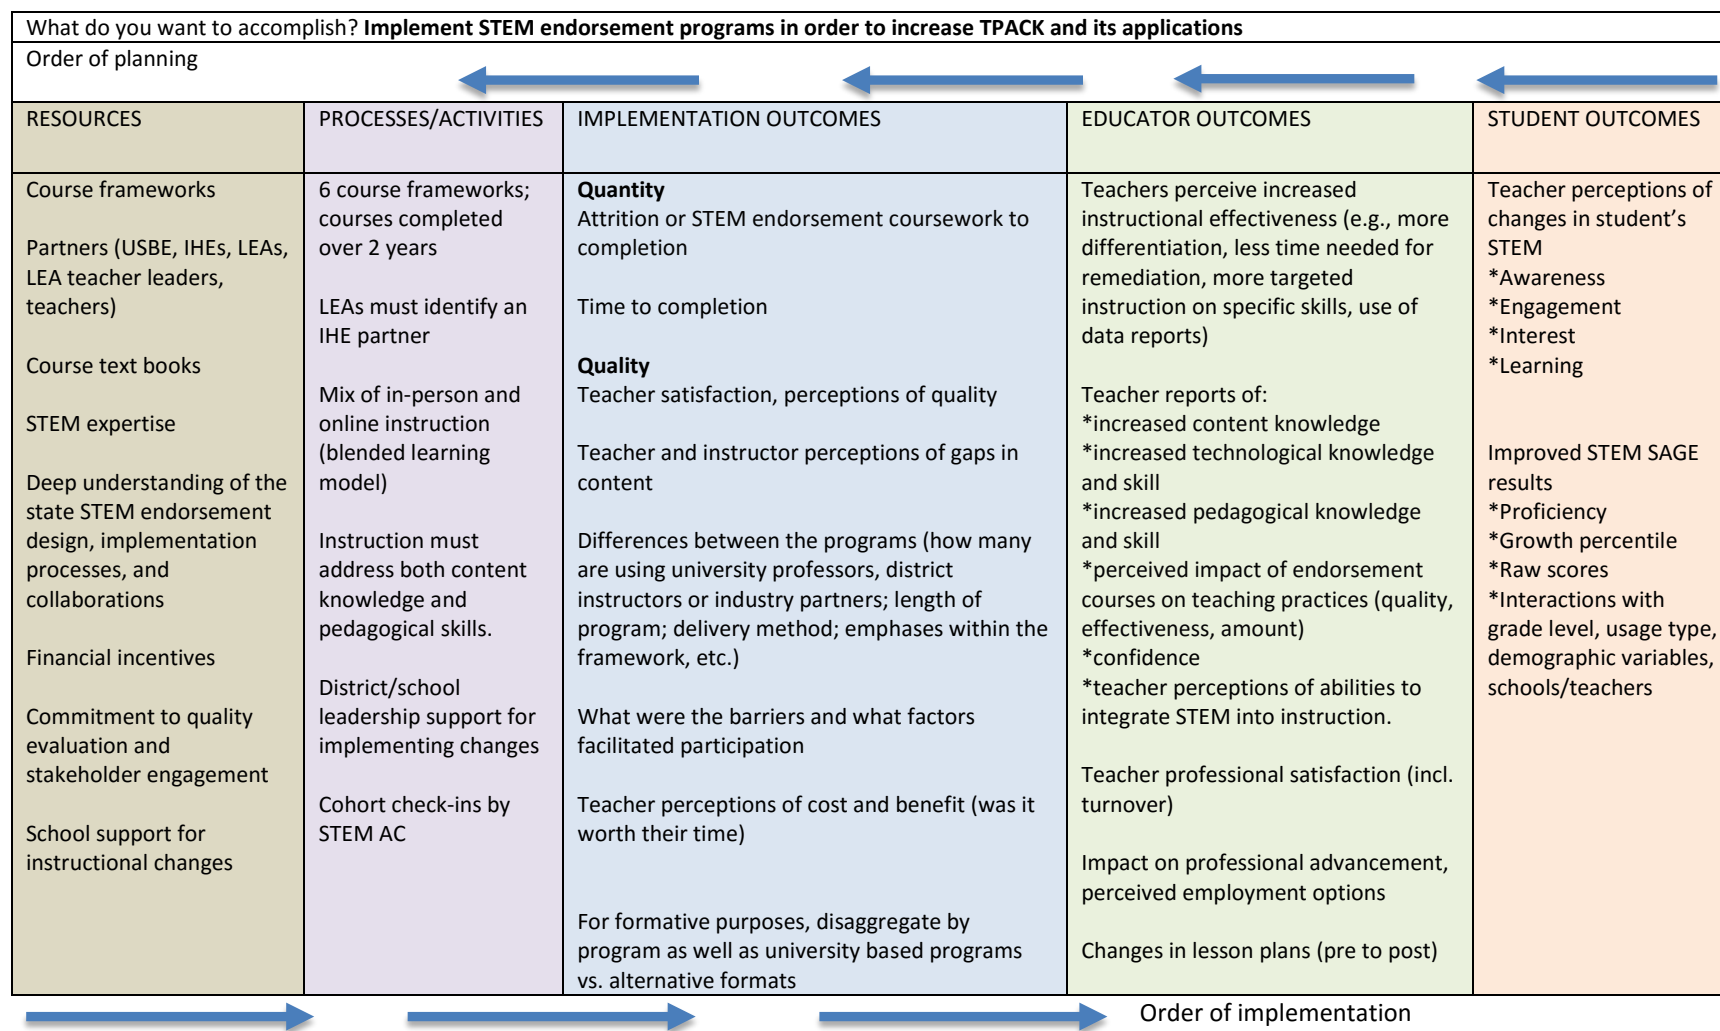 What do you want to accomplish? Implement STEM endorsement programs in order to increase TPACK and its applications
Order of planning
RESOURCES
PROCESSES/ACTIVITIES
IMPLEMENTATION OUTCOMES
EDUCATOR OUTCOMES
STUDENT OUTCOMES
Course frameworks
Partners (USBE, IHEs, LEAs,
LEA teacher leaders,
teachers)
Course text books
STEM expertise
Deep understanding of the
state STEM endorsement
design, implementation
processes, and
collaborations
Financial incentives
Commitment to quality
evaluation and
stakeholder engagement
School support for
instructional changes
6 course frameworks;
courses completed
over 2 years
LEAs must identify an
IHE partner
Mix of in-person and
online instruction
(blended learning
model)
Instruction must
address both content
knowledge and
pedagogical skills.
District/school
leadership support for
implementing changes
Cohort check-ins by
STEM AC
Quantity
Attrition or STEM endorsement coursework to
completion
Time to completion
Quality
Teacher satisfaction, perceptions of quality
Teacher and instructor perceptions of gaps in
content
Differences between the programs (how many
are using university professors, district
instructors or industry partners; length of
program; delivery method; emphases within the
framework, etc.)
What were the barriers and what factors
facilitated participation
Teacher perceptions of cost and benefit (was it
worth their time)
For formative purposes, disaggregate by
program as well as university based programs
vs. alternative formats
Teachers perceive increased
instructional effectiveness (e.g., more
differentiation, less time needed for
remediation, more targeted
instruction on specific skills, use of
data reports)
Teacher reports of:
*increased content knowledge
*increased technological knowledge
and skill
*increased pedagogical knowledge
and skill
*perceived impact of endorsement
courses on teaching practices (quality,
effectiveness, amount)
*confidence
*teacher perceptions of abilities to
integrate STEM into instruction.
Teacher professional satisfaction (incl.
turnover)
Impact on professional advancement,
perceived employment options
Changes in lesson plans (pre to post)
Teacher perceptions of
changes in student’s
STEM
*Awareness
*Engagement
*Interest
*Learning
Improved STEM SAGE
results
*Proficiency
*Growth percentile
*Raw scores
*Interactions with
grade level, usage type,
demographic variables,
schools/teachers
Order of implementation